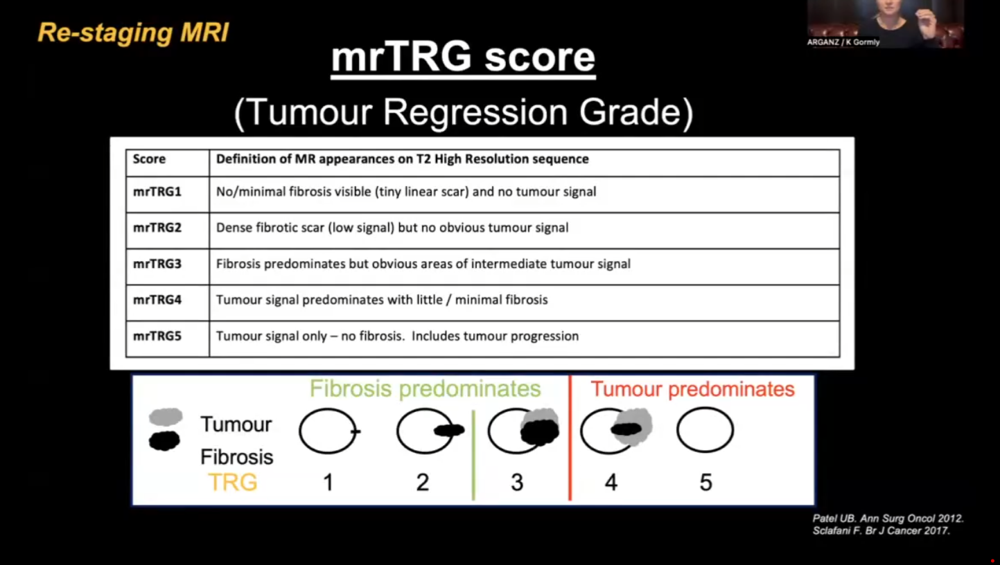 Re-staging MRI
ARGANZ / K Gormly
mrTRG score
(Tumour Regression Grade)
Score Definition of MR appearances on T2 High Resolution sequence
mrTRG1 No/minimal fibrosis visible (tiny linear scar) and no tumour signal
mrTRG2 Dense fibrotic scar (low signal) but no obvious tumour signal
mrTRG3 Fibrosis predominates but obvious areas of intermediate tumour signal
mrTRG4 Tumour signal predominates with little / minimal fibrosis
mrTRG5 Tumour signal only – no fibrosis. Includes tumour progression
Fibrosis predominates Tumour predominates
Tumour
Fibrosis
TRG 1 2 3 4 5
Patel UB. Ann Surg Oncol 2012.
Sclafani F. Br J Cancer 2017.